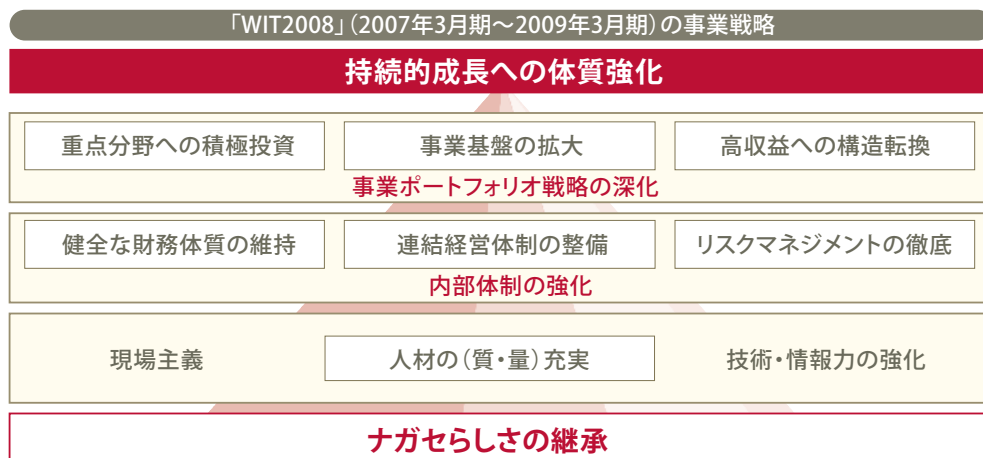 「WIT2008」（2007年3月期～2009年3月期）の事業戦略
持続的成長への体質強化
重点分野への積極投資
事業基盤の拡大
高収益への構造転換
事業ポートフォリオ戦略の深化
健全な財務体質の維持
連結経営体制の整備
リスクマネジメントの徹底
内部体制の強化
現場主義
人材の（質・量）充実
技術・情報力の強化
ナガセらしさの継承